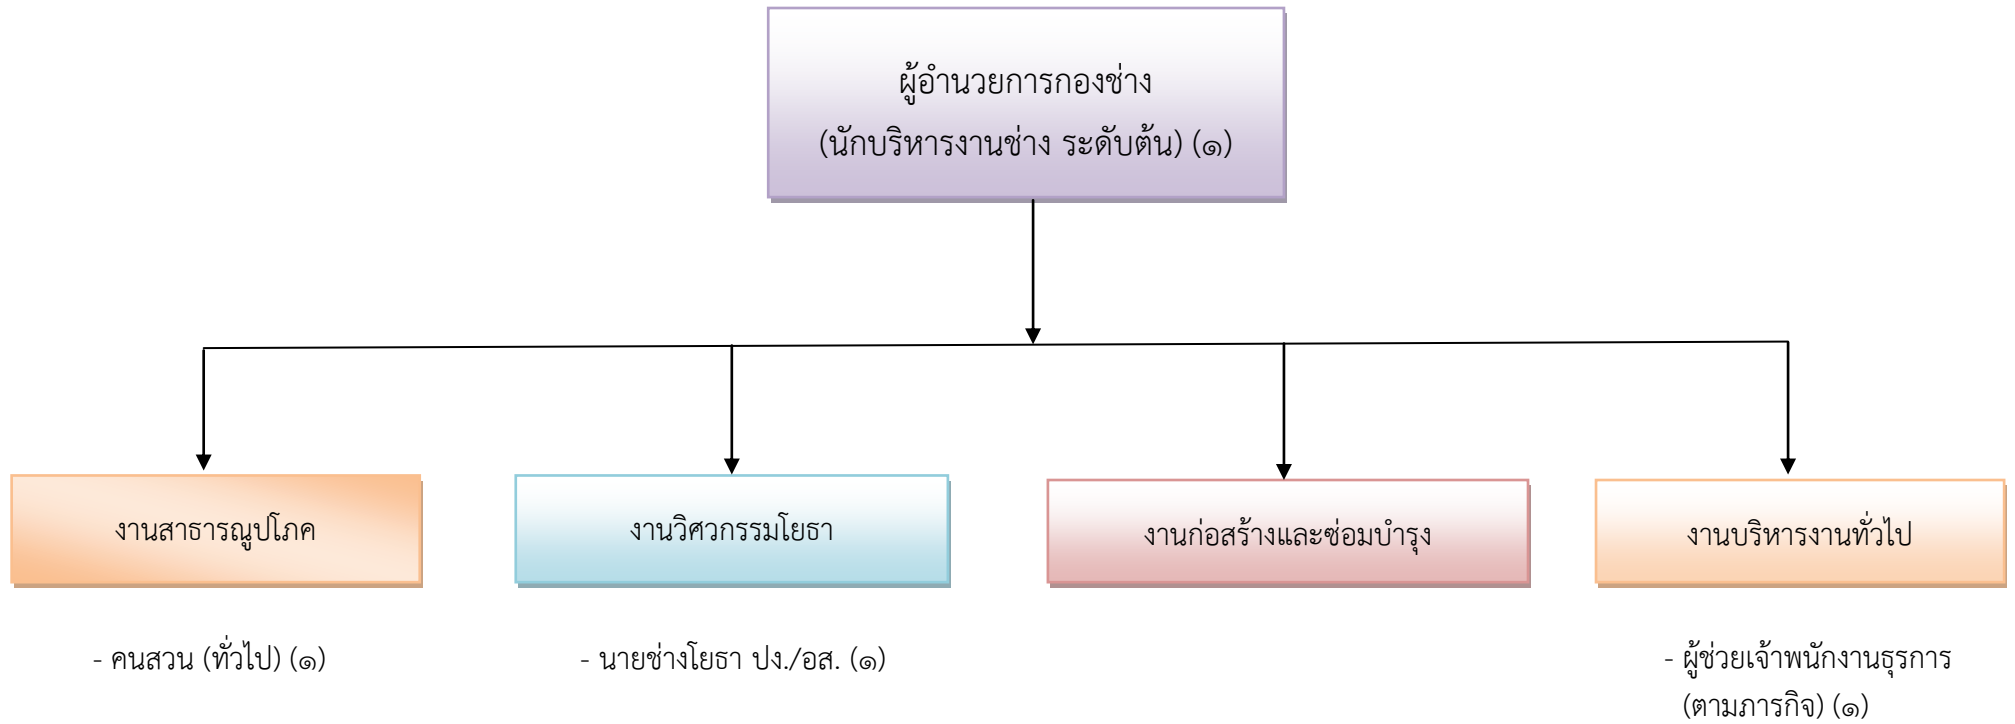 ผู้อำนวยการกองช่าง
(นักบริหารงานช่าง ระดับต้น) (๑)
งานสาธารณูปโภค
งานวิศวกรรมโยธา
งานก่อสร้างและซ่อมบำรุง
งานบริหารงานทั่วไป
- คนสวน (ทั่วไป) (๑)
- นายช่างโยธา ปง./อส. (๑)
- ผู้ช่วยเจ้าพนักงานธุรการ
(ตามภารกิจ) (๑)